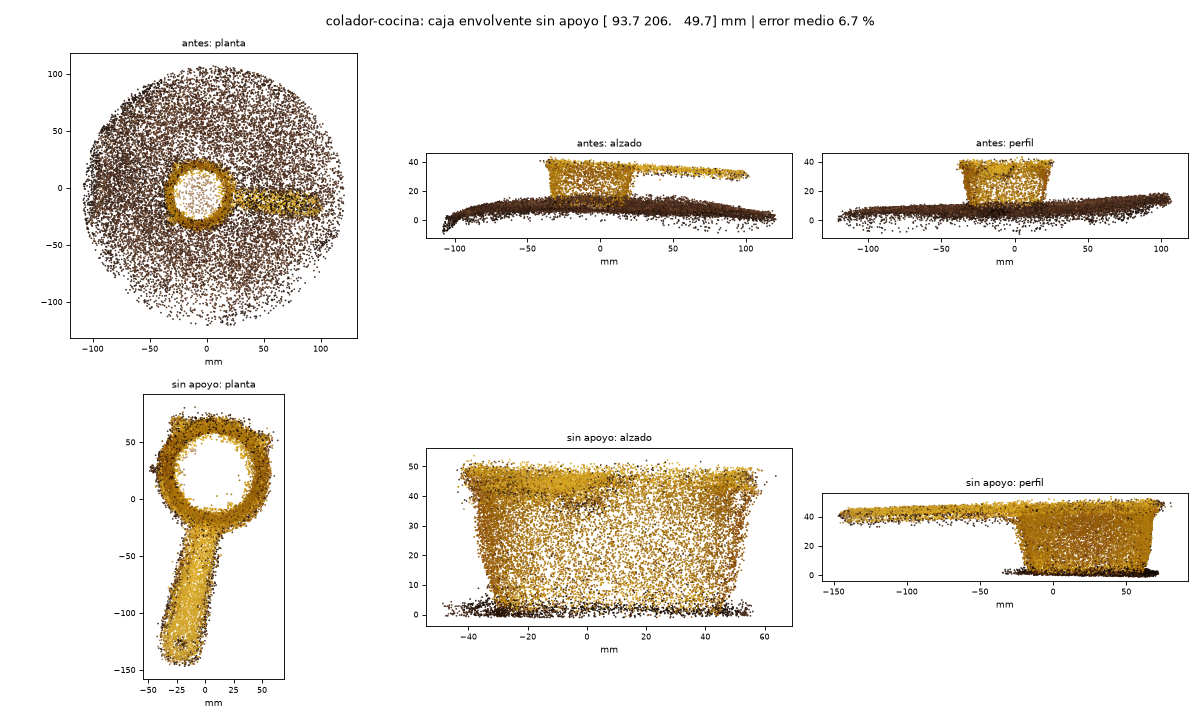 colador-cocina: caja envolvente sin apoyo [ 93.7 206.   49.7] mm | error medio 6.7 %
antes: planta
100
50
0
−50
−100
−100 −50 0 50 100
mm
antes: alzado
40
20
0
−100 −50 0 50 100
mm
antes: perfil
40
20
0
−100 −50 0 50 100
mm
sin apoyo: planta
50
0
−50
−100
−150
−50 −25 0 25 50
mm
sin apoyo: alzado
50
40
30
20
10
0
−40 −20 0 20 40 60
mm
sin apoyo: perfil
40
20
0
−150 −100 −50 0 50
mm